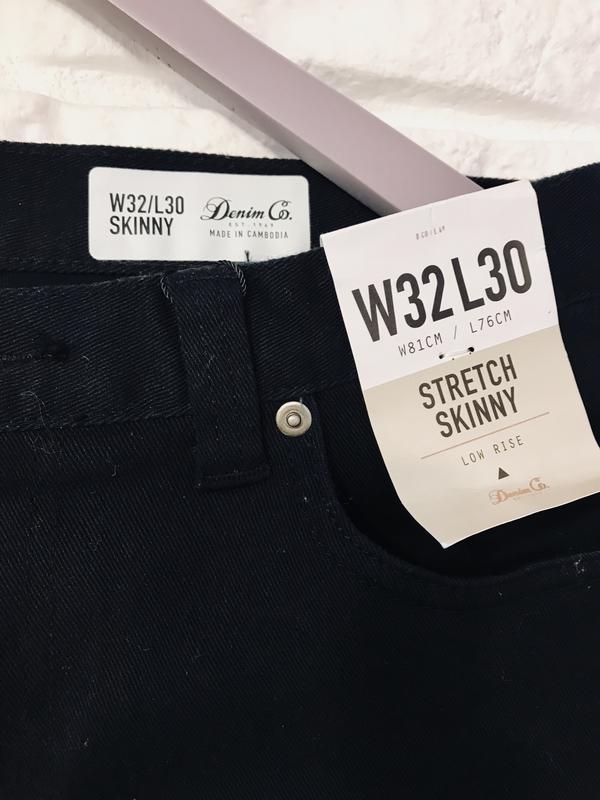 W32/L30
SKINNY
Denim Co.
EST. 1969
MADE IN CAMBODIA
W32 L30
W81CM / L76CM
STRETCH
SKINNY
LOW RISE
Denim Co.